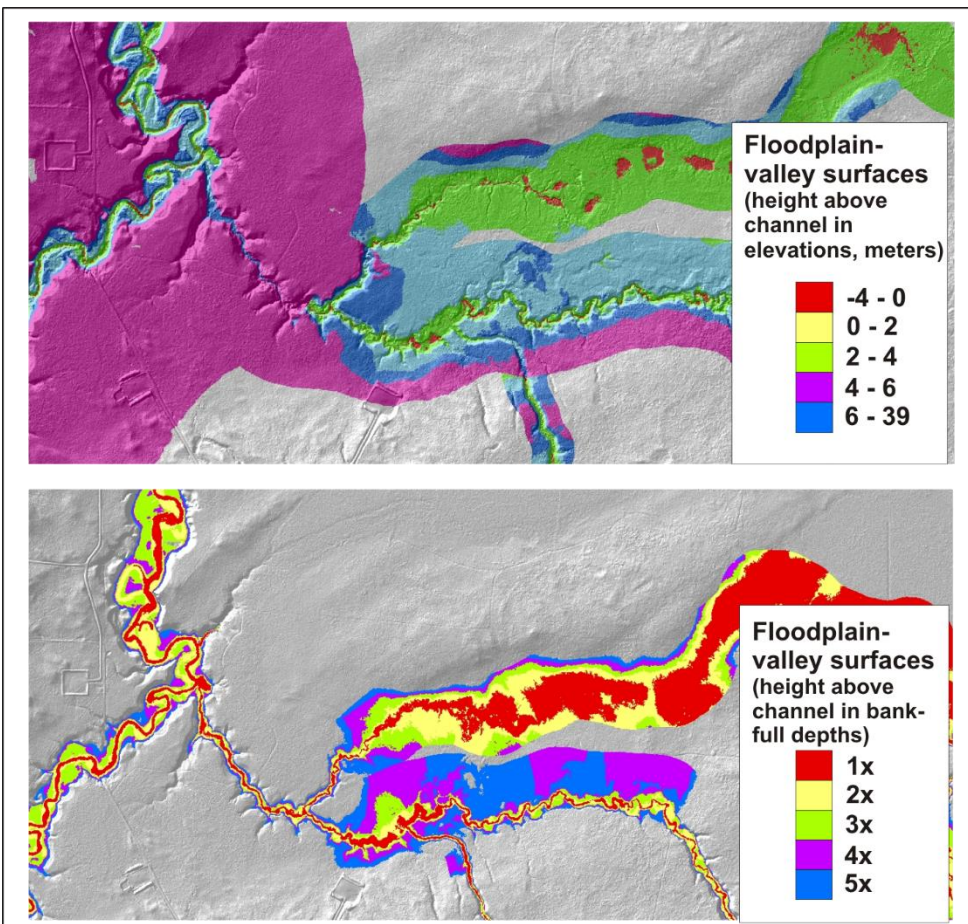 Floodplain-
valley surfaces
(height above
channel in
elevations, meters)
-4 - 0
0 - 2
2 - 4
4 - 6
6 - 39
Floodplain-
valley surfaces
(height above
channel in bank-
full depths)
1x
2x
3x
4x
5x